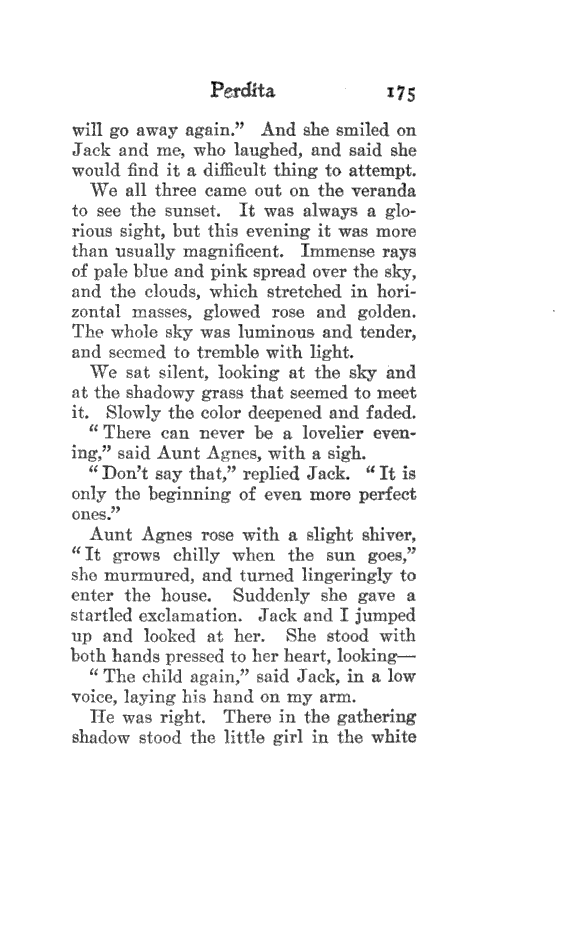 Perdita 175
will go away again.” And she smiled on
Jack and me, who laughed, and said she
would find it a difficult thing to attempt.
We all three came out on the veranda
to see the sunset. It was always a glo-
rious sight, but this evening it was more
than usually magnificent. Immense rays
of pale blue and pink spread over the sky,
and the clouds, which stretched in hori-
zontal masses, glowed rose and golden.
The whole sky was luminous and tender,
and seemed to tremble with light.
We sat silent, looking at the sky and
at the shadowy grass that seemed to meet
it. Slowly the color deepened and faded.
“There can never be a lovelier even-
ing,” said Aunt Agnes, with a sigh.
“Don’t say that,” replied Jack. “It is
only the beginning of even more perfect
ones.”
Aunt Agnes rose with a slight shiver,
“It grows chilly when the sun goes,”
she murmured, and turned lingeringly to
enter the house. Suddenly she gave a
startled exclamation. Jack and I jumped
up and looked at her. She stood with
both hands pressed to her heart, looking—
“The child again,” said Jack, in a low
voice, laying his hand on my arm.
He was right. There in the gathering
shadow stood the little girl in the white